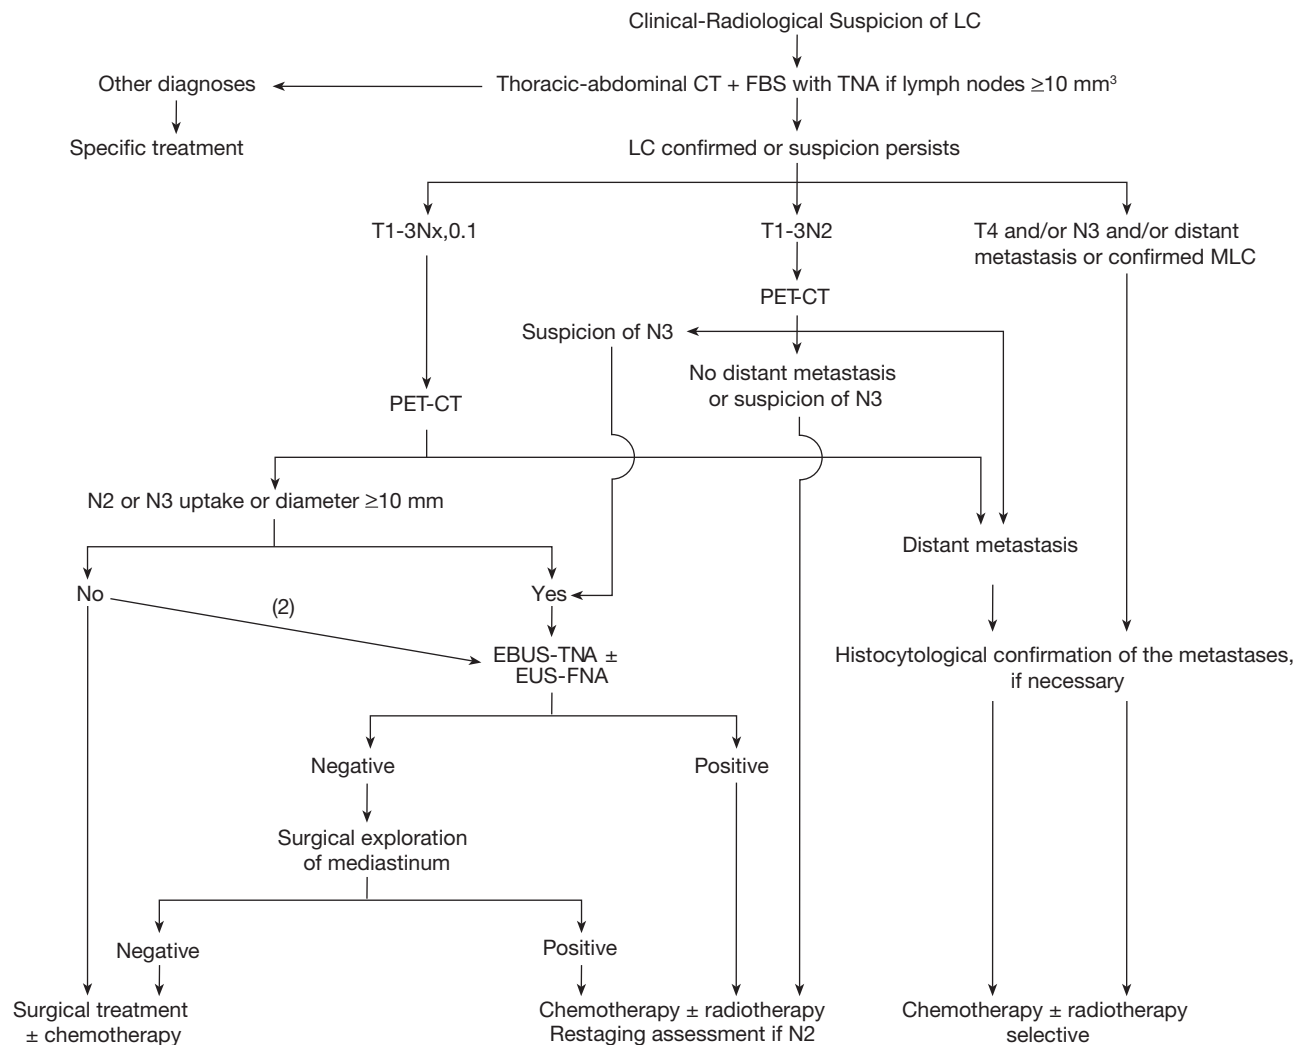 Clinical-Radiological Suspicion of LC
Other diagnoses
Thoracic-abdominal CT + FBS with TNA if lymph nodes ≥10 mm³
Specific treatment
LC confirmed or suspicion persists
T1-3Nx,0.1
T1-3N2
T4 and/or N3 and/or distant
metastasis or confirmed MLC
PET-CT
Suspicion of N3
No distant metastasis
or suspicion of N3
PET-CT
N2 or N3 uptake or diameter ≥10 mm
Distant metastasis
No
(2)
Yes
EBUS-TNA ±
EUS-FNA
Histocytological confirmation of the metastases,
if necessary
Negative
Positive
Surgical exploration
of mediastinum
Negative
Positive
Surgical treatment
± chemotherapy
Chemotherapy ± radiotherapy
Restaging assessment if N2
Chemotherapy ± radiotherapy
selective